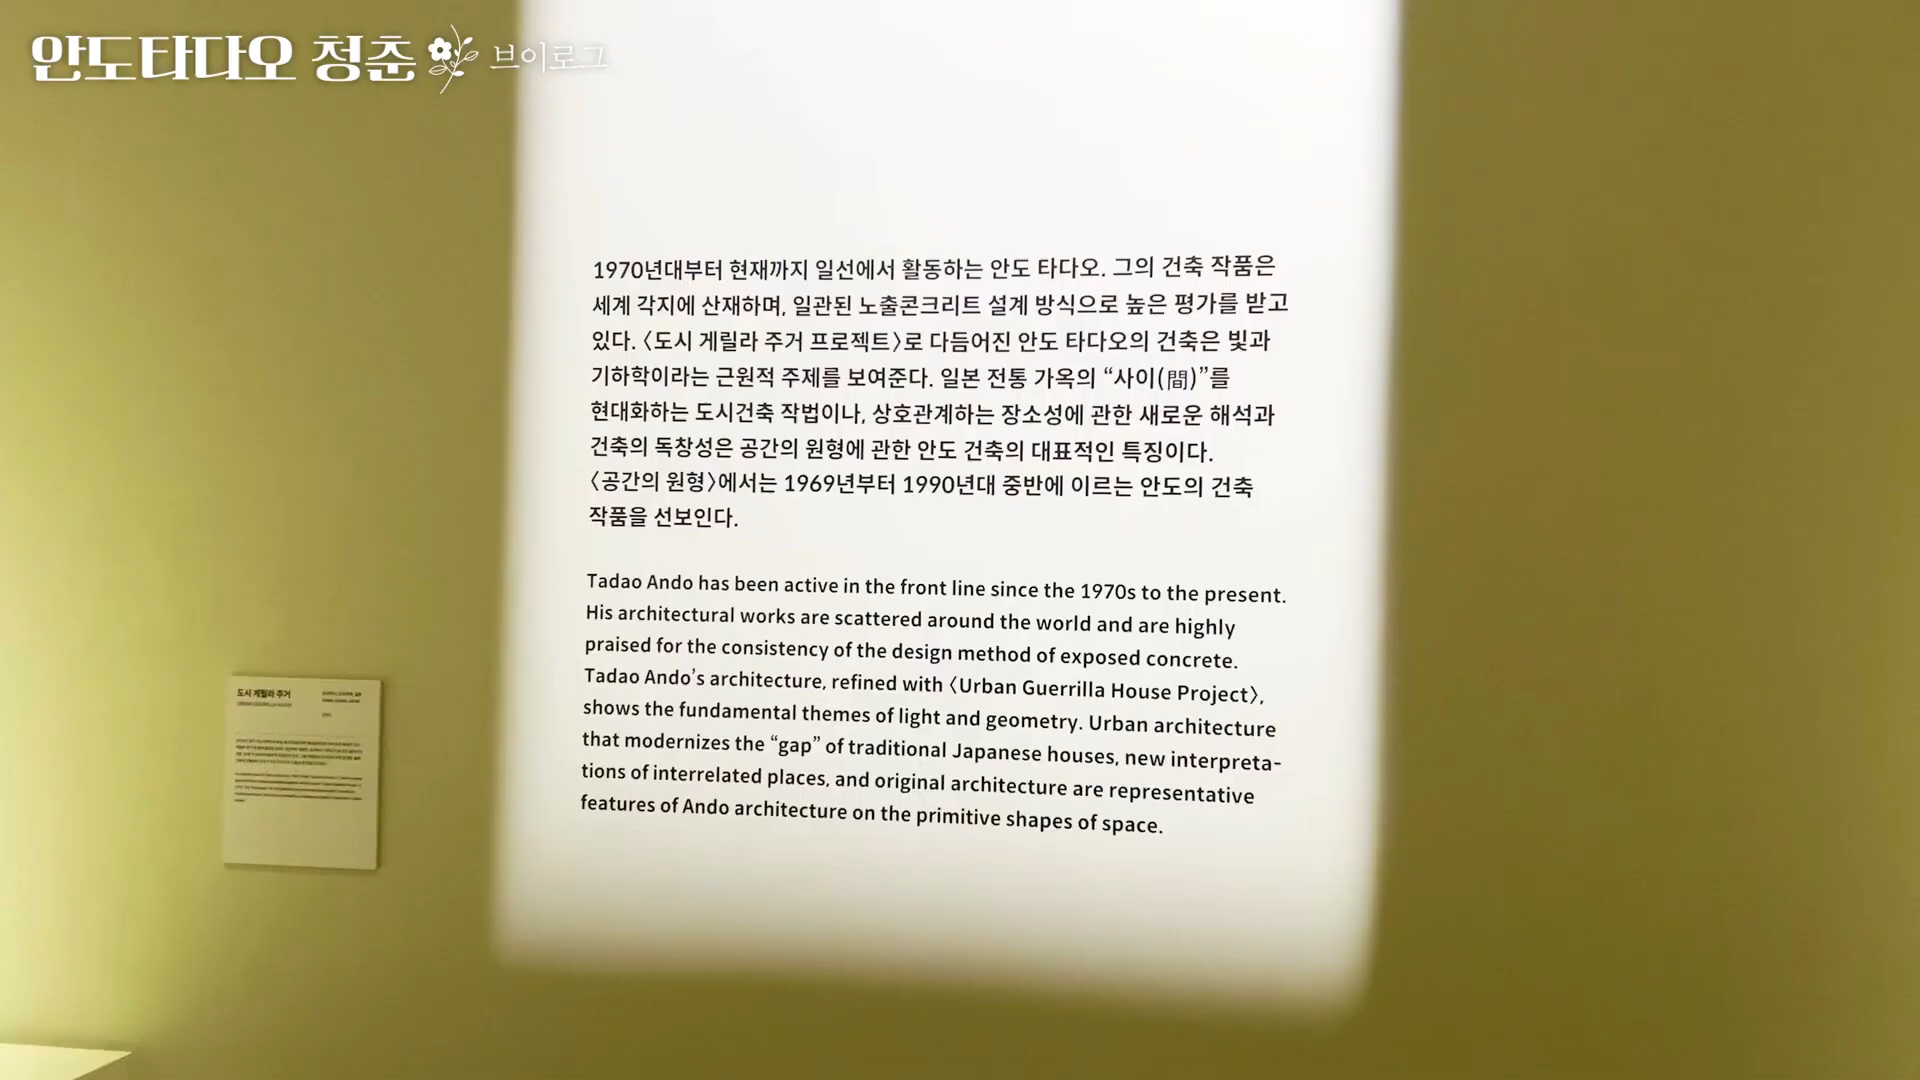 안도타다오 청춘 브이로그
1970년대부터 현재까지 일선에서 활동하는 안도 타다오. 그의 건축 작품은
세계 각지에 산재하며, 일관된 노출콘크리트 설계 방식으로 높은 평가를 받고
있다. 〈도시 게릴라 주거 프로젝트〉로 다듬어진 안도 타다오의 건축은 빛과
기하학이라는 근원적 주제를 보여준다. 일본 전통 가옥의 “사이(間)”를
현대화하는 도시건축 작법이나, 상호관계하는 장소성에 관한 새로운 해석과
건축의 독창성은 공간의 원형에 관한 안도 건축의 대표적인 특징이다.
〈공간의 원형〉에서는 1969년부터 1990년대 중반에 이르는 안도의 건축
작품을 선보인다.
Tadao Ando has been active in the front line since the 1970s to the present.
His architectural works are scattered around the world and are highly
praised for the consistency of the design method of exposed concrete.
Tadao Ando’s architecture, refined with 〈Urban Guerrilla House Project〉,
shows the fundamental themes of light and geometry. Urban architecture
that modernizes the “gap” of traditional Japanese houses, new interpreta-
tions of interrelated places, and original architecture are representative
features of Ando architecture on the primitive shapes of space.
도시 게릴라 주거